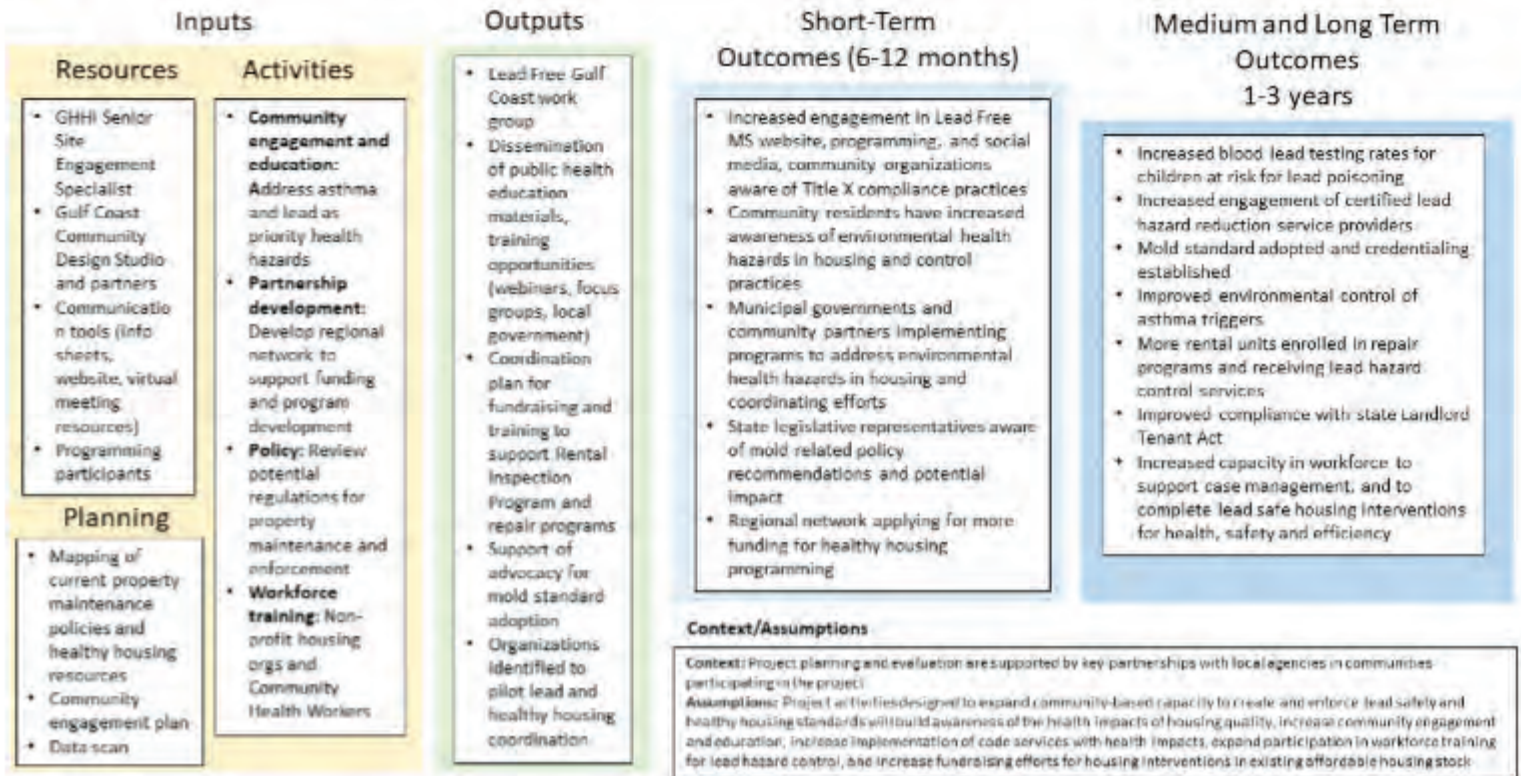 Inputs
Resources
• GHHI Senior
Site
Engagement
Specialist
• Gulf Coast
Community
Design Studio
and partners
• Communicatio
n tools (info
sheets,
website, virtual
meeting
resources)
• Programming
participants
Planning
• Mapping of
current property
maintenance
policies and
healthy housing
resources
• Community
engagement plan
• Data scan
Activities
• Community
engagement and
education:
Address asthma
and lead as
priority health
hazards
• Partnership
development:
Develop regional
network to
support funding
and program
development
• Policy: Review
potential
regulations for
property
maintenance and
enforcement
• Workforce
training: Non-
profit housing
orgs and
Community
Health Workers
Outputs
• Lead Free Gulf
Coast work
group
• Dissemination
of public health
education
materials,
training
opportunities
(webinars, focus
groups, local
government)
• Coordination
plan for
fundraising and
training to
support Rental
Inspection
Program and
repair programs
• Support of
advocacy for
mold standard
adoption
• Organizations
identified to
pilot lead and
healthy housing
coordination
Short-Term
Outcomes (6-12 months)
• Increased engagement in Lead Free
MS website, programming, and social
media, community organizations
aware of Title X compliance practices
• Community residents have increased
awareness of environmental health
hazards in housing and control
practices
• Municipal governments and
community partners implementing
programs to address environmental
health hazards in housing and
coordinating efforts
• State legislative representatives aware
of mold related policy
recommendations and potential
impact
• Regional network applying for more
funding for healthy housing
programming
Medium and Long Term
Outcomes
1-3 years
• Increased blood lead testing rates for
children at risk for lead poisoning
• Increased engagement of certified lead
hazard reduction service providers
• Mold standard adopted and credentialing
established
• Improved environmental control of
asthma triggers
• More rental units enrolled in repair
programs and receiving lead hazard
control services
• Improved compliance with state Landlord
Tenant Act
• Increased capacity in workforce to
support case management, and to
complete lead safe housing interventions
for health, safety and efficiency
Context/Assumptions
Context: Project planning and evaluation are supported by key partnerships with local agencies in communities
participating in the project
Assumptions: Project activities designed to expand community-based capacity to create and enforce lead safety and
healthy housing standards will build awareness of the health impacts of housing quality, increase community engagement
and education, increase implementation of code services with health impacts, expand participation in workforce training
for lead hazard control, and increase fundraising efforts for housing interventions in existing affordable housing stock